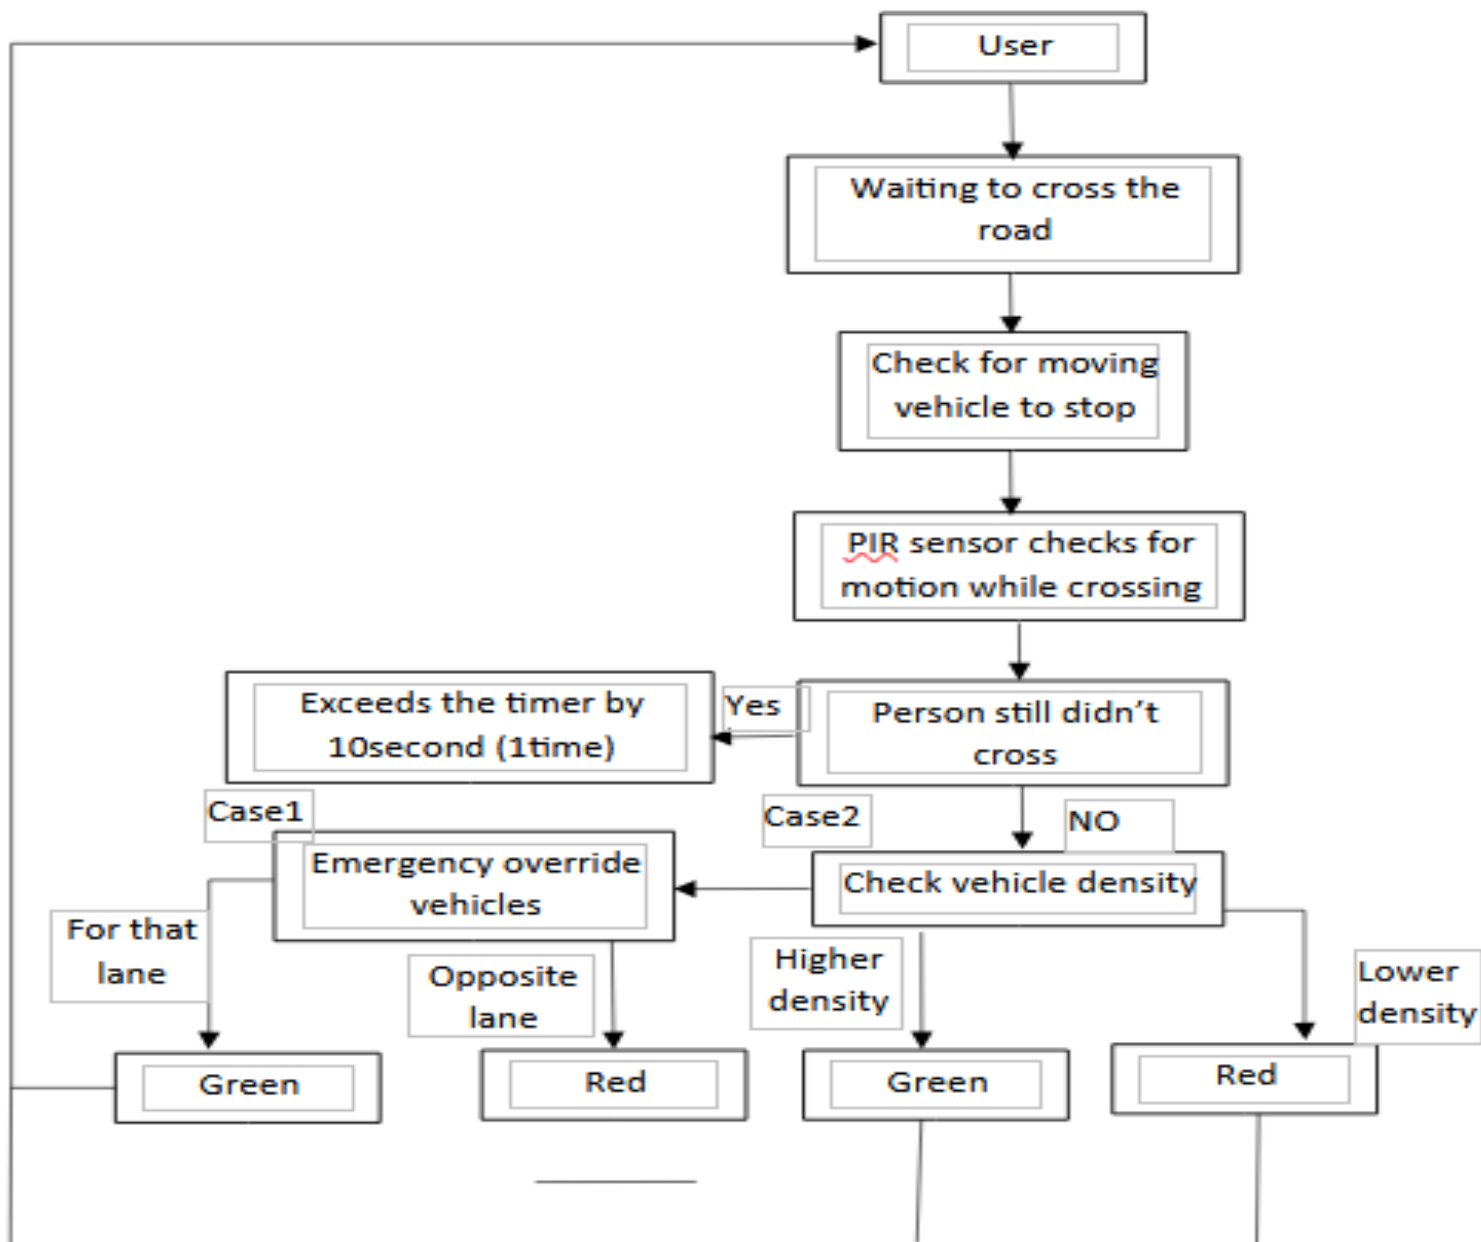 User
Waiting to cross the
road
Check for moving
vehicle to stop
PIR sensor checks for
motion while crossing
Exceeds the timer by
10second (1time)
Yes
Person still didn’t
cross
Case1
Case2
NO
Emergency override
vehicles
Check vehicle density
For that
lane
Opposite
lane
Higher
density
Lower
density
Green
Red
Green
Red